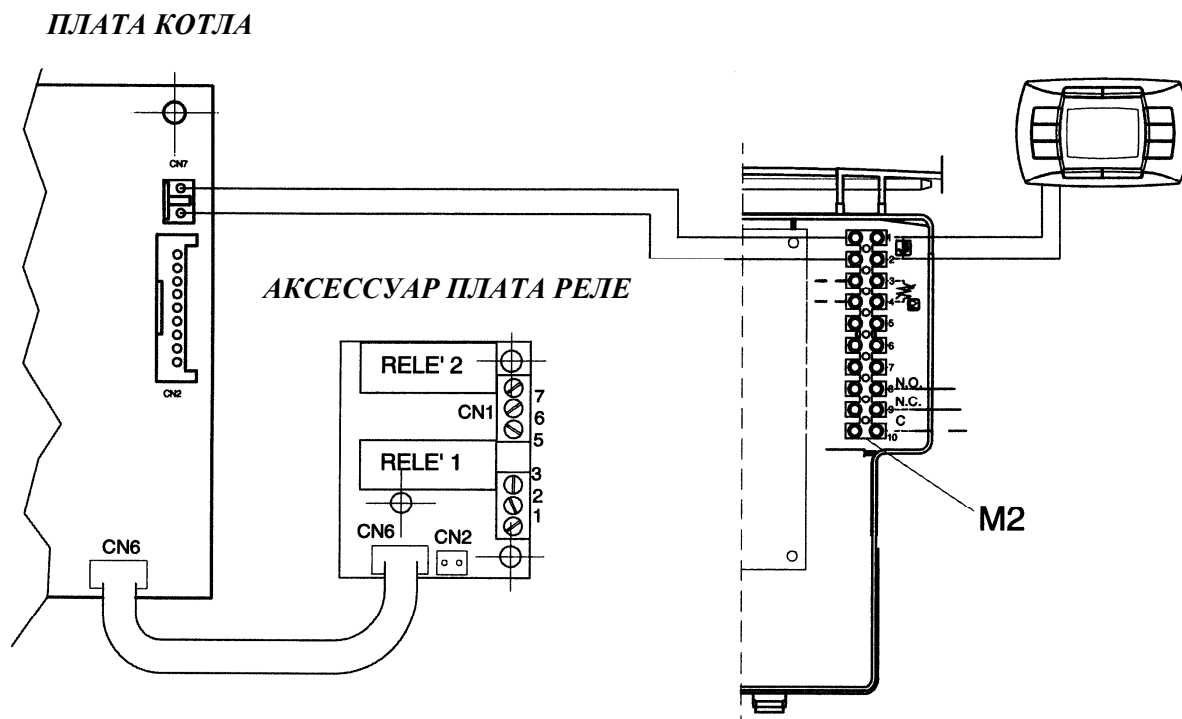 ПЛАТА КОТЛА
CN7
CN2
АКСЕССУАР ПЛАТА РЕЛЕ
RELE' 2
CN1
7
6
5
RELE' 1
3
2
1
CN6
CN2
CN6
1
2
3
4
5
6
7
8
N.O.
9
N.C.
C
10
M2